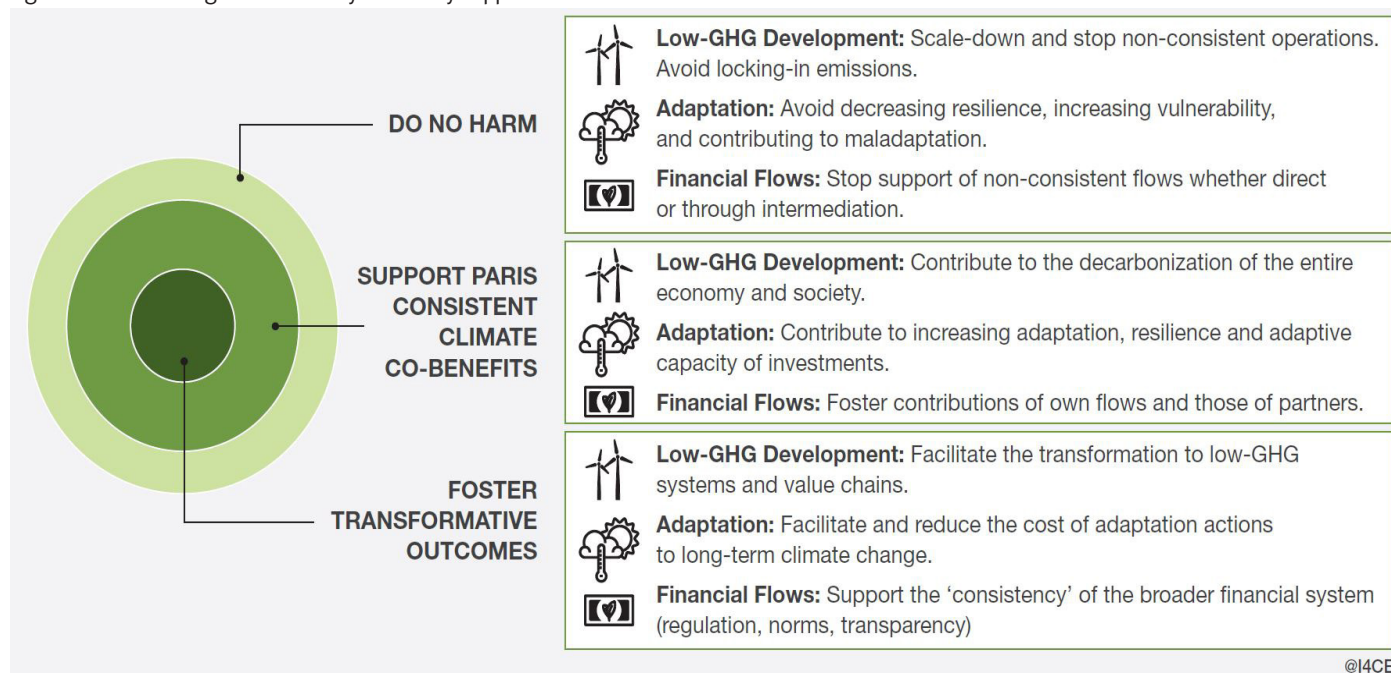 DO NO HARM
Low-GHG Development: Scale-down and stop non-consistent operations.
Avoid locking-in emissions.
Adaptation: Avoid decreasing resilience, increasing vulnerability,
and contributing to maladaptation.
Financial Flows: Stop support of non-consistent flows whether direct
or through intermediation.
SUPPORT PARIS
CONSISTENT
CLIMATE
CO-BENEFITS
Low-GHG Development: Contribute to the decarbonization of the entire
economy and society.
Adaptation: Contribute to increasing adaptation, resilience and adaptive
capacity of investments.
Financial Flows: Foster contributions of own flows and those of partners.
FOSTER
TRANSFORMATIVE
OUTCOMES
Low-GHG Development: Facilitate the transformation to low-GHG
systems and value chains.
Adaptation: Facilitate and reduce the cost of adaptation actions
to long-term climate change.
Financial Flows: Support the ‘consistency’ of the broader financial system
(regulation, norms, transparency)
@I4CE